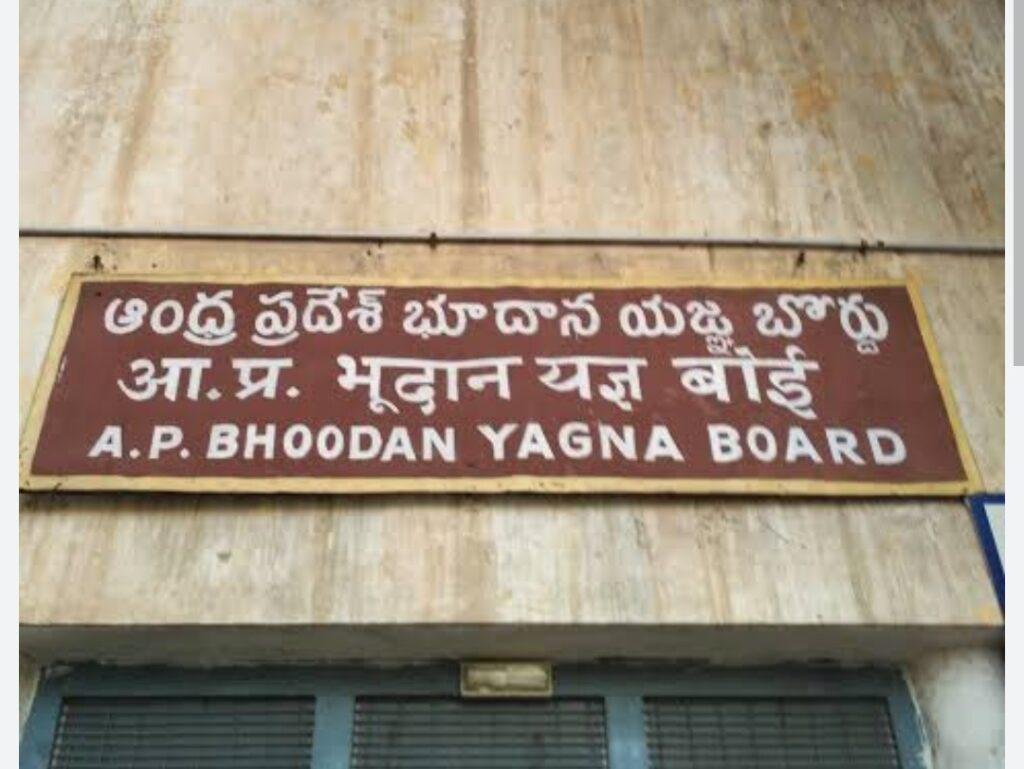 ఆంధ్ర ప్రదేశ్ భూదాన యజ్ఞ బోర్డు
आ. प्र. भूदान यज्ञ बोर्ड
A.P. BHOODAN YAGNA BOARD